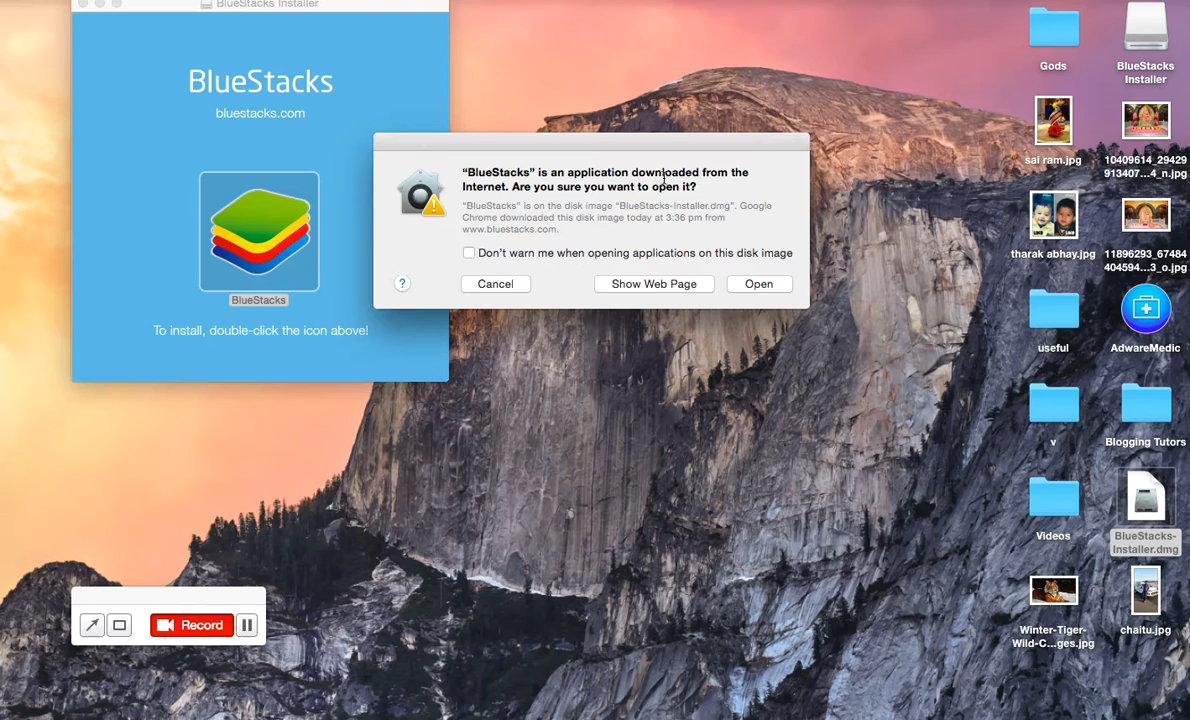 BlueStacks Installer
BlueStacks
bluestacks.com
BlueStacks
To install, double-click the icon above!
“BlueStacks” is an application downloaded from the
Internet. Are you sure you want to open it?
“BlueStacks” is on the disk image “BlueStacks-Installer.dmg”. Google
Chrome downloaded this disk image today at 3:36 pm from
www.bluestacks.com.
Don't warn me when opening applications on this disk image
?
Cancel
Show Web Page
Open
Record
Gods
BlueStacks
Installer
sai ram.jpg
10409614_29429
913407...4_n.jpg
tharak abhay.jpg
11896293_67484
404594...3_o.jpg
useful
AdwareMedic
v
Blogging Tutors
Videos
BlueStacks-
Installer.dmg
Winter-Tiger-
Wild-C...ges.jpg
chaitu.jpg